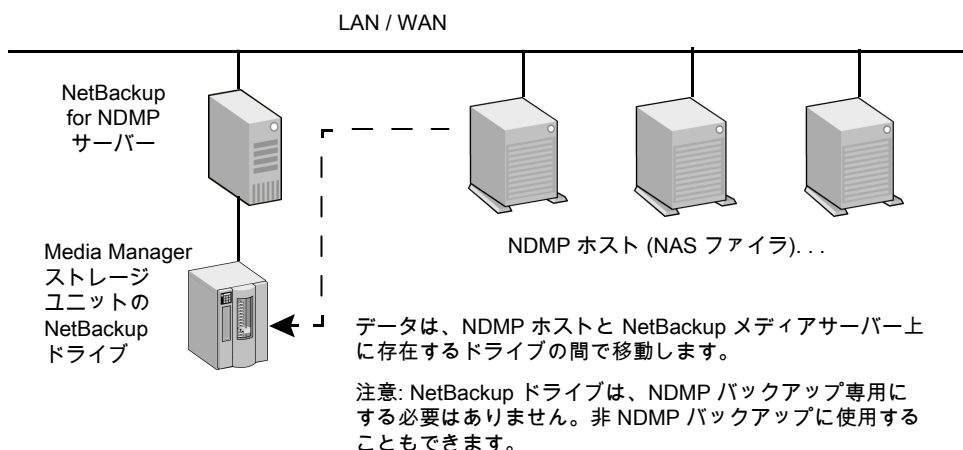 LAN / WAN
NetBackup
for NDMP
サーバー
Media Manager
ストレージ
ユニットの
NetBackup
ドライブ
NDMP ホスト (NAS ファイラ). . .
データは、NDMP ホストと NetBackup メディアサーバー上
に存在するドライブの間で移動します。
注意: NetBackup ドライブは、NDMP バックアップ専用に
する必要はありません。非 NDMP バックアップに使用する
こともできます。